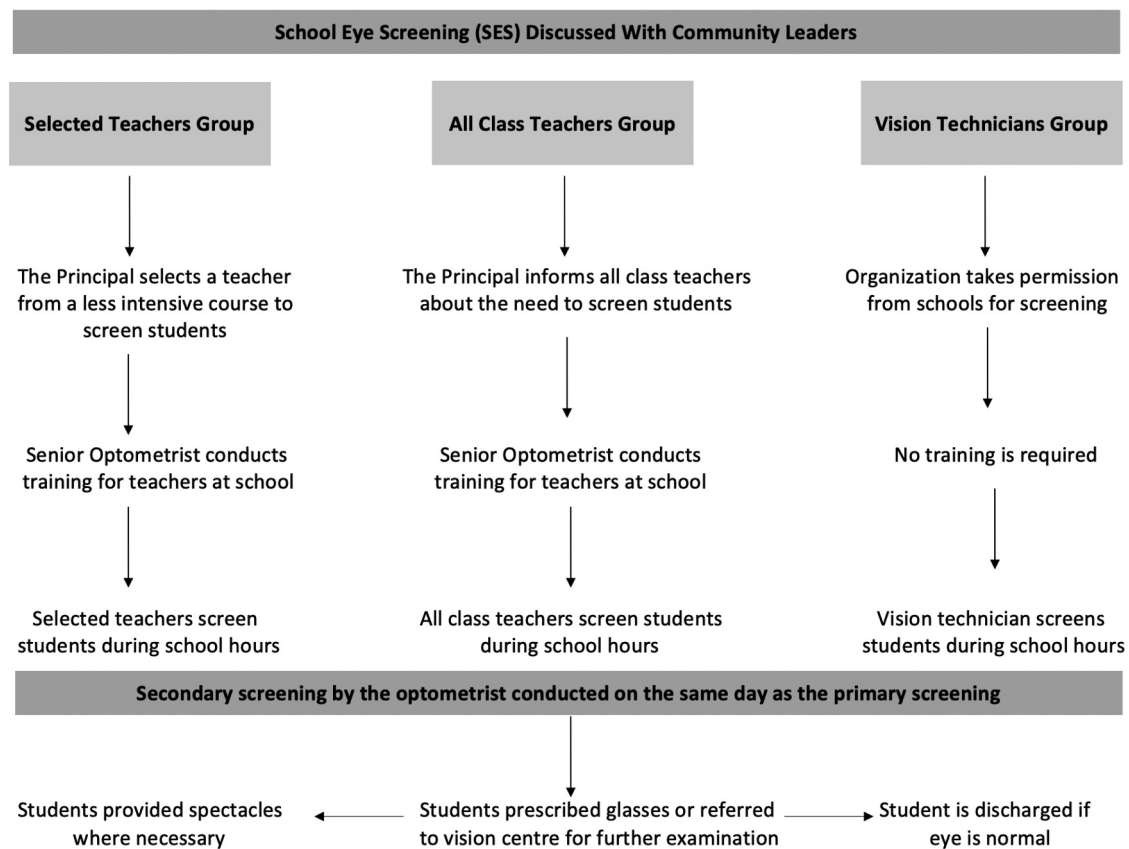 School Eye Screening (SES) Discussed With Community Leaders
Selected Teachers Group
All Class Teachers Group
Vision Technicians Group
The Principal selects a teacher
from a less intensive course to
screen students
The Principal informs all class teachers
about the need to screen students
Organization takes permission
from schools for screening
Senior Optometrist conducts
training for teachers at school
Senior Optometrist conducts
training for teachers at school
No training is required
Selected teachers screen
students during school hours
All class teachers screen students
during school hours
Vision technician screens
students during school hours
Secondary screening by the optometrist conducted on the same day as the primary screening
Students provided spectacles
where necessary
Students prescribed glasses or referred
to vision centre for further examination
Student is discharged if
eye is normal